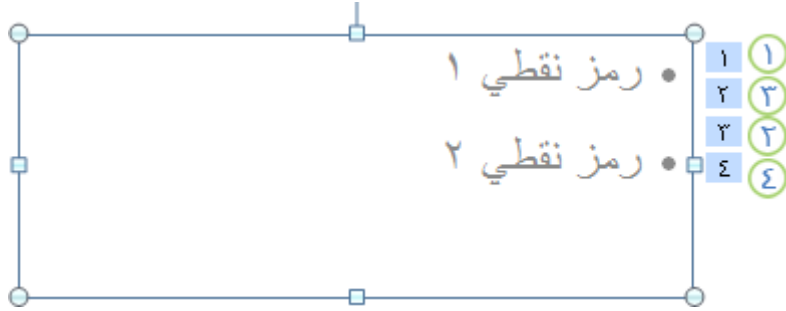 • رمز نقطي ١
• رمز نقطي ٢
١ ١
٢ ٣
٣ ٢
٤ ٤